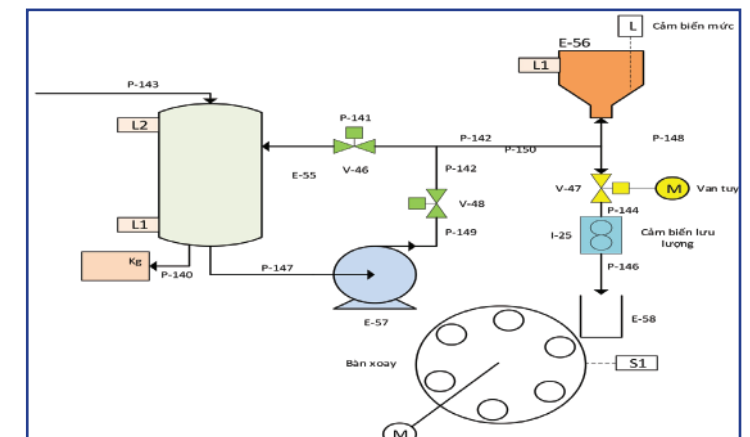 L
Cảm biến mức
E-56
L1
P-143
P-141
L2
P-142
P-150
P-148
E-55
V-46
P-142
V-47
M
Van tuy
V-48
P-144
L1
P-149
I-25
Cảm biến lưu
lượng
Kg
P-140
P-147
P-146
E-57
E-58
Bàn xoay
S1
M